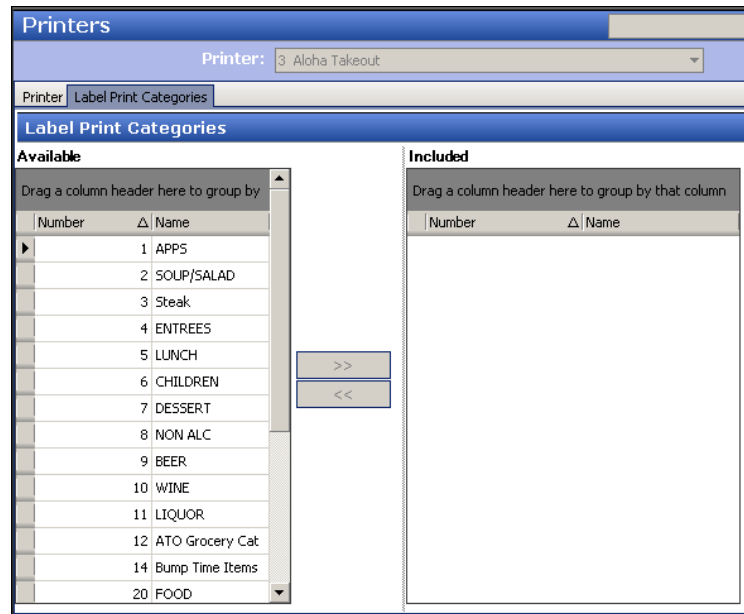 Printers
Printer: 3 Aloha Takeout
Printer Label Print Categories
Label Print Categories
Available
Drag a column header here to group by
Number Name
1 APPS
2 SOUP/SALAD
3 Steak
4 ENTREES
5 LUNCH
6 CHILDREN
7 DESSERT
8 NON ALC
9 BEER
10 WINE
11 LIQUOR
12 ATO Grocery Cat
14 Bump Time Items
20 FOOD
>>
<<
Included
Drag a column header here to group by that column
Number Name